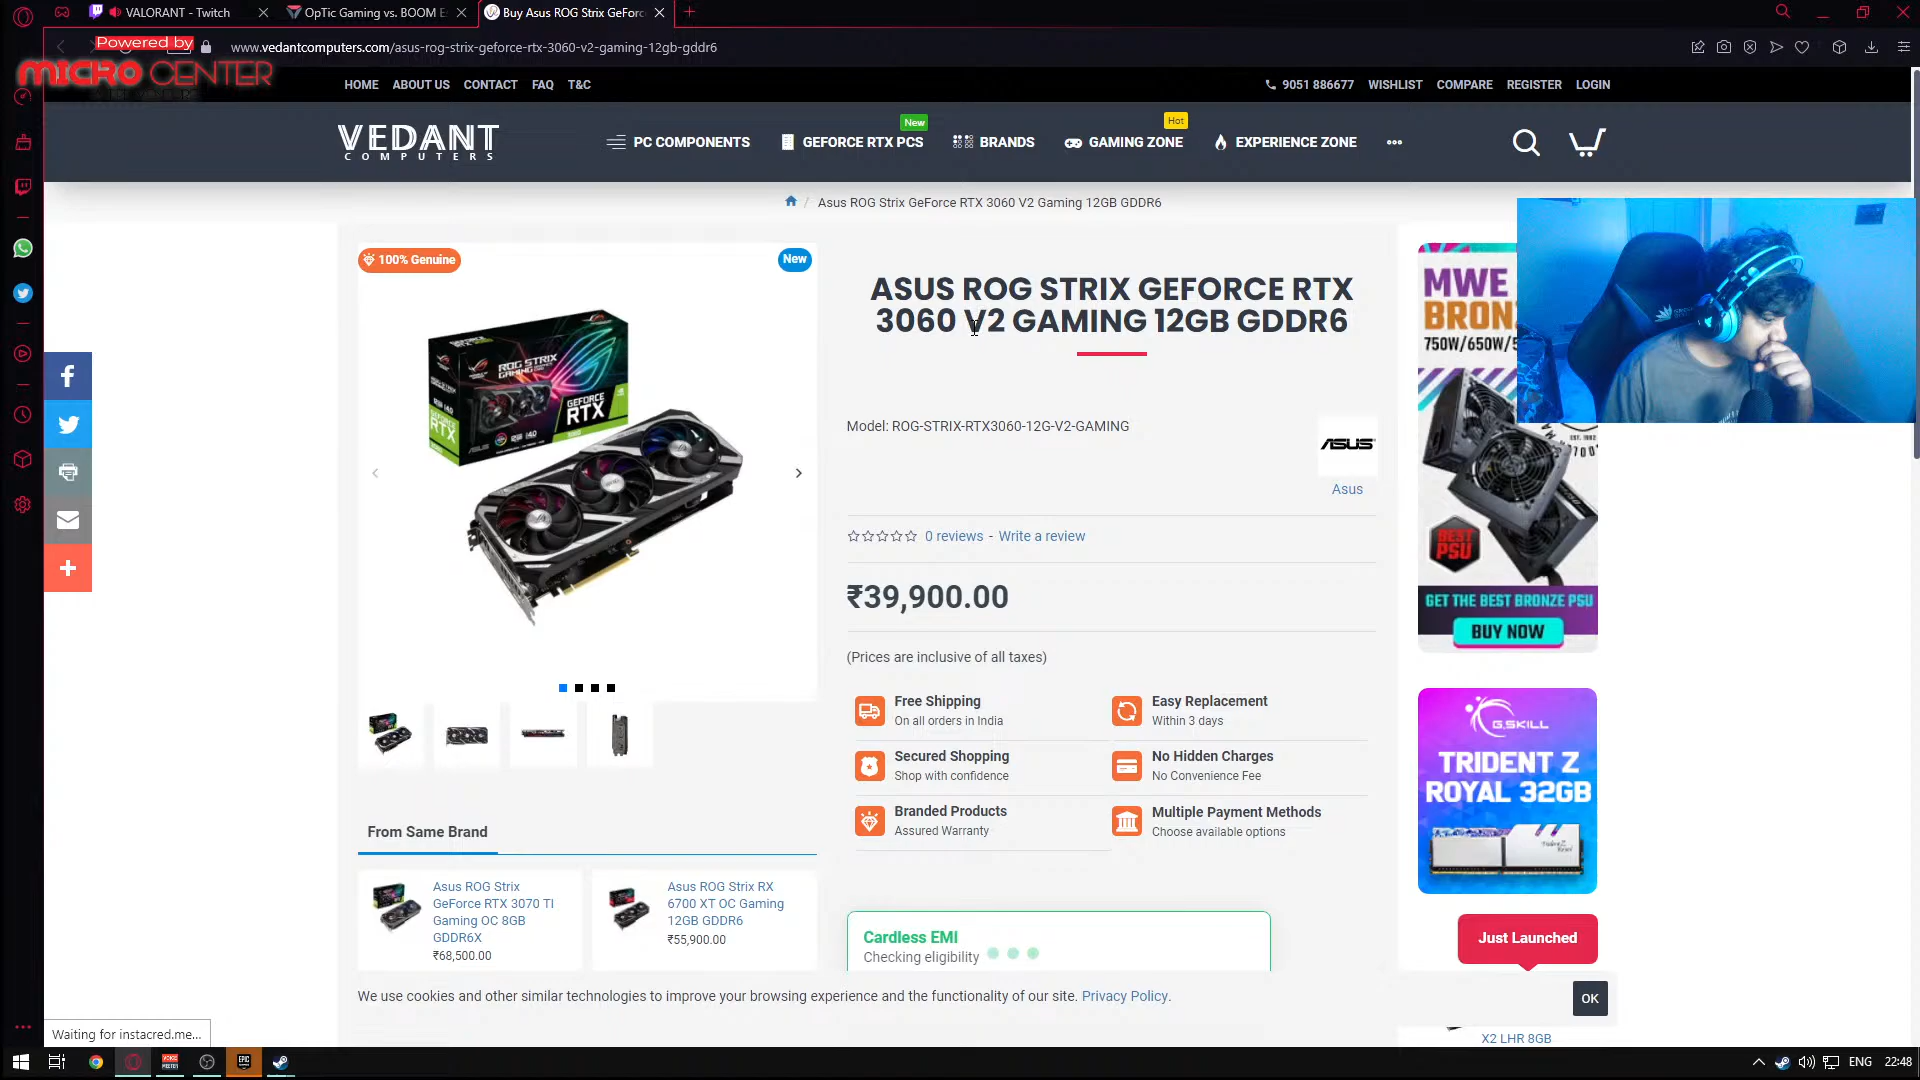 VALORANT - Twitch
OpTic Gaming vs. BOOM E
Buy Asus ROG Strix GeForc
Powered by
MICRO CENTER
www.vedantcomputers.com/asus-rog-strix-geforce-rtx-3060-v2-gaming-12gb-gddr6
HOME ABOUT US CONTACT FAQ T&C
9051 886677 WISHLIST COMPARE REGISTER LOGIN
VEDANT
COMPUTERS
PC COMPONENTS
New
GEFORCE RTX PCS
BRANDS
Hot
GAMING ZONE
EXPERIENCE ZONE
/ Asus ROG Strix GeForce RTX 3060 V2 Gaming 12GB GDDR6
100% Genuine
New
ROG STRIX
GEFORCE
RTX
ASUS ROG STRIX GEFORCE RTX
3060 V2 GAMING 12GB GDDR6
Model: ROG-STRIX-RTX3060-12G-V2-GAMING
ASUS
Asus
0 reviews - Write a review
₹39,900.00
(Prices are inclusive of all taxes)
Free Shipping
On all orders in India
Easy Replacement
Within 3 days
Secured Shopping
Shop with confidence
No Hidden Charges
No Convenience Fee
Branded Products
Assured Warranty
Multiple Payment Methods
Choose available options
From Same Brand
Asus ROG Strix
GeForce RTX 3070 TI
Gaming OC 8GB
GDDR6X
₹68,500.00
Asus ROG Strix RX
6700 XT OC Gaming
12GB GDDR6
₹55,900.00
Cardless EMI
Checking eligibility
MWE
BRON
750W/650W/5
BEST
PSU
GET THE BEST BRONZE PSU
BUY NOW
G.SKILL
TRIDENT Z
ROYAL 32GB
Just Launched
We use cookies and other similar technologies to improve your browsing experience and the functionality of our site. Privacy Policy.
OK
X2 LHR 8GB
Waiting for instacred.me...
ENG
22:48